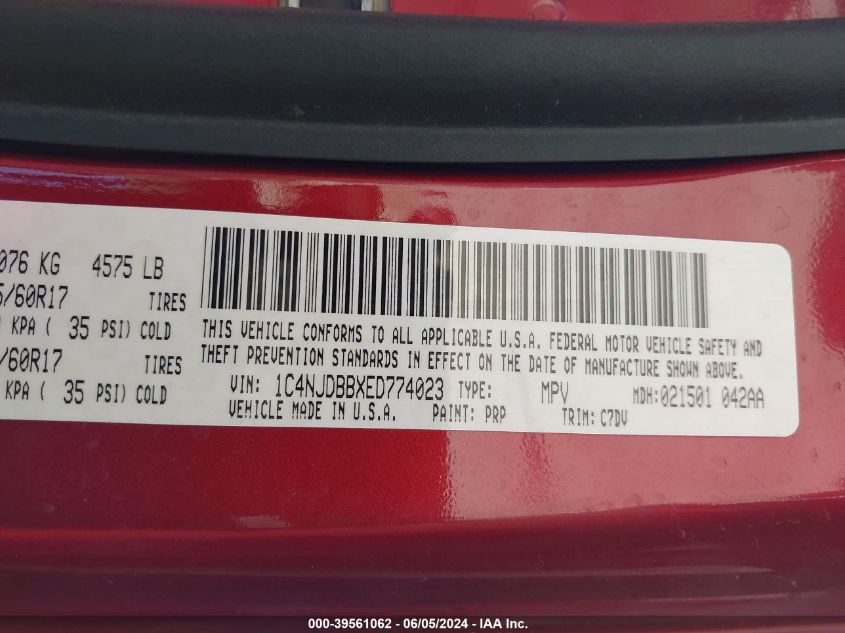 076 KG 4575 LB
/60R17 TIRES
KPA ( 35 PSI) COLD
/60R17 TIRES
KPA ( 35 PSI) COLD
THIS VEHICLE CONFORMS TO ALL APPLICABLE U.S.A. FEDERAL MOTOR VEHICLE SAFETY AND
THEFT PREVENTION STANDARDS IN EFFECT ON THE DATE OF MANUFACTURE SHOWN ABOVE.
VIN: 1C4NJDBBXED774023 TYPE: MPV MDH:021501 042AA
VEHICLE MADE IN U.S.A. PAINT: PRP TRIM: C7DV
000-39561062 - 06/05/2024 - IAA Inc.